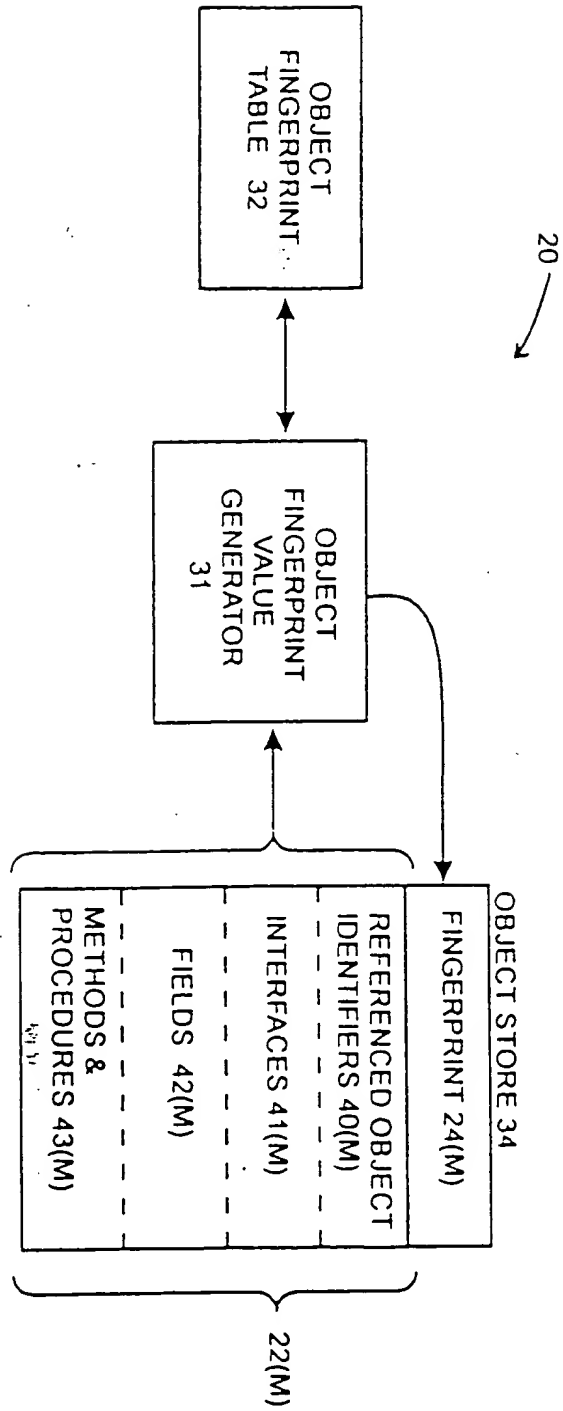 20
OBJECT
FINGERPRINT
TABLE 32
OBJECT
FINGERPRINT
VALUE
GENERATOR
31
OBJECT STORE 34
FINGERPRINT 24(M)
REFERENCED OBJECT
IDENTIFIERS 40(M)
INTERFACES 41(M)
FIELDS 42(M)
METHODS &
PROCEDURES 43(M)
22(M)